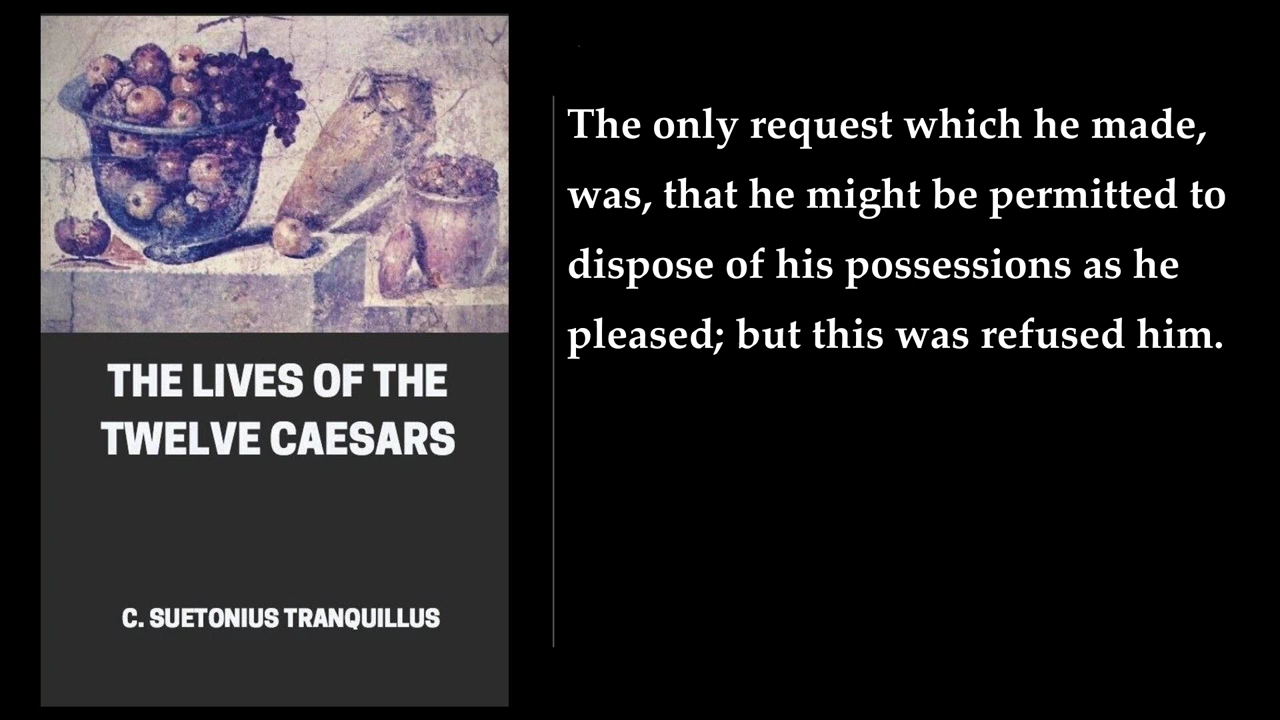 THE LIVES OF THE
TWELVE CAESARS
C. SUETONIUS TRANQUILLUS
The only request which he made,
was, that he might be permitted to
dispose of his possessions as he
pleased; but this was refused him.